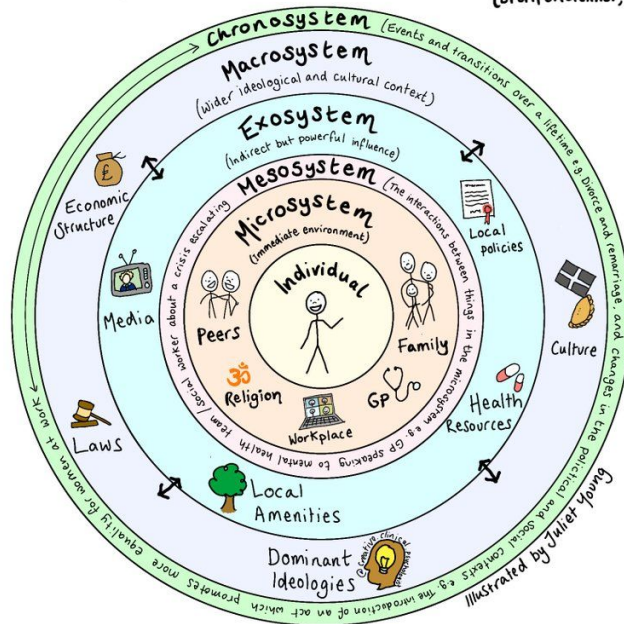 Chronosystem (Events and transitions over a lifetime e.g. Divorce and remarriage, and changes in the political and social contexts e.g. The introduction of an act which promotes more equality for women at work
Macrosystem
(wider ideological and cultural context)
Exosystem
(Indirect but powerful influence)
Mesosystem (The interactions between things in the microsystem e.g. GP speaking to mental health team/social worker about a crisis escalating
Microsystem
(immediate environment)
Individual
Economic
Structure
£
Local
policies
Media
Peers
Family
Culture
ॐ
Religion
GP
Workplace
Health
Resources
Laws
Local
Amenities
Dominant
Ideologies
Illustrated by Juliet Young